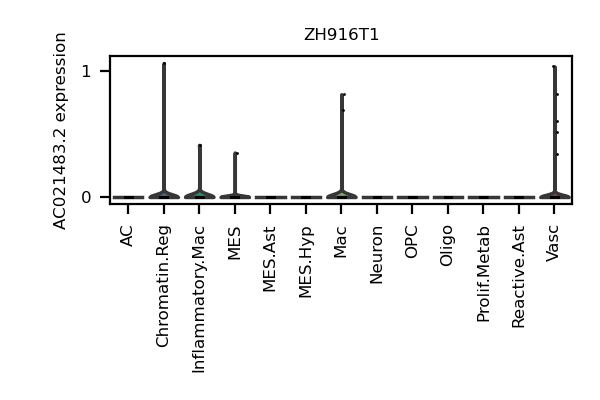 ZH916T1
AC021483.2 expression
1
0
AC
Chromatin.Reg
Inflammatory.Mac
MES
MES.Ast
MES.Hyp
Mac
Neuron
OPC
Oligo
Prolif.Metab
Reactive.Ast
Vasc